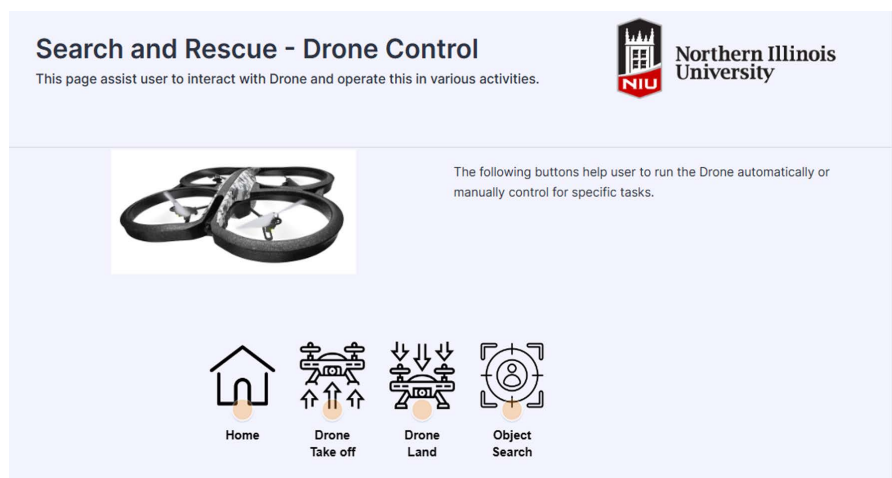 Search and Rescue - Drone Control
This page assist user to interact with Drone and operate this in various activities.
NIU
Northern Illinois
University
The following buttons help user to run the Drone automatically or
manually control for specific tasks.
Home
Drone
Take off
Drone
Land
Object
Search